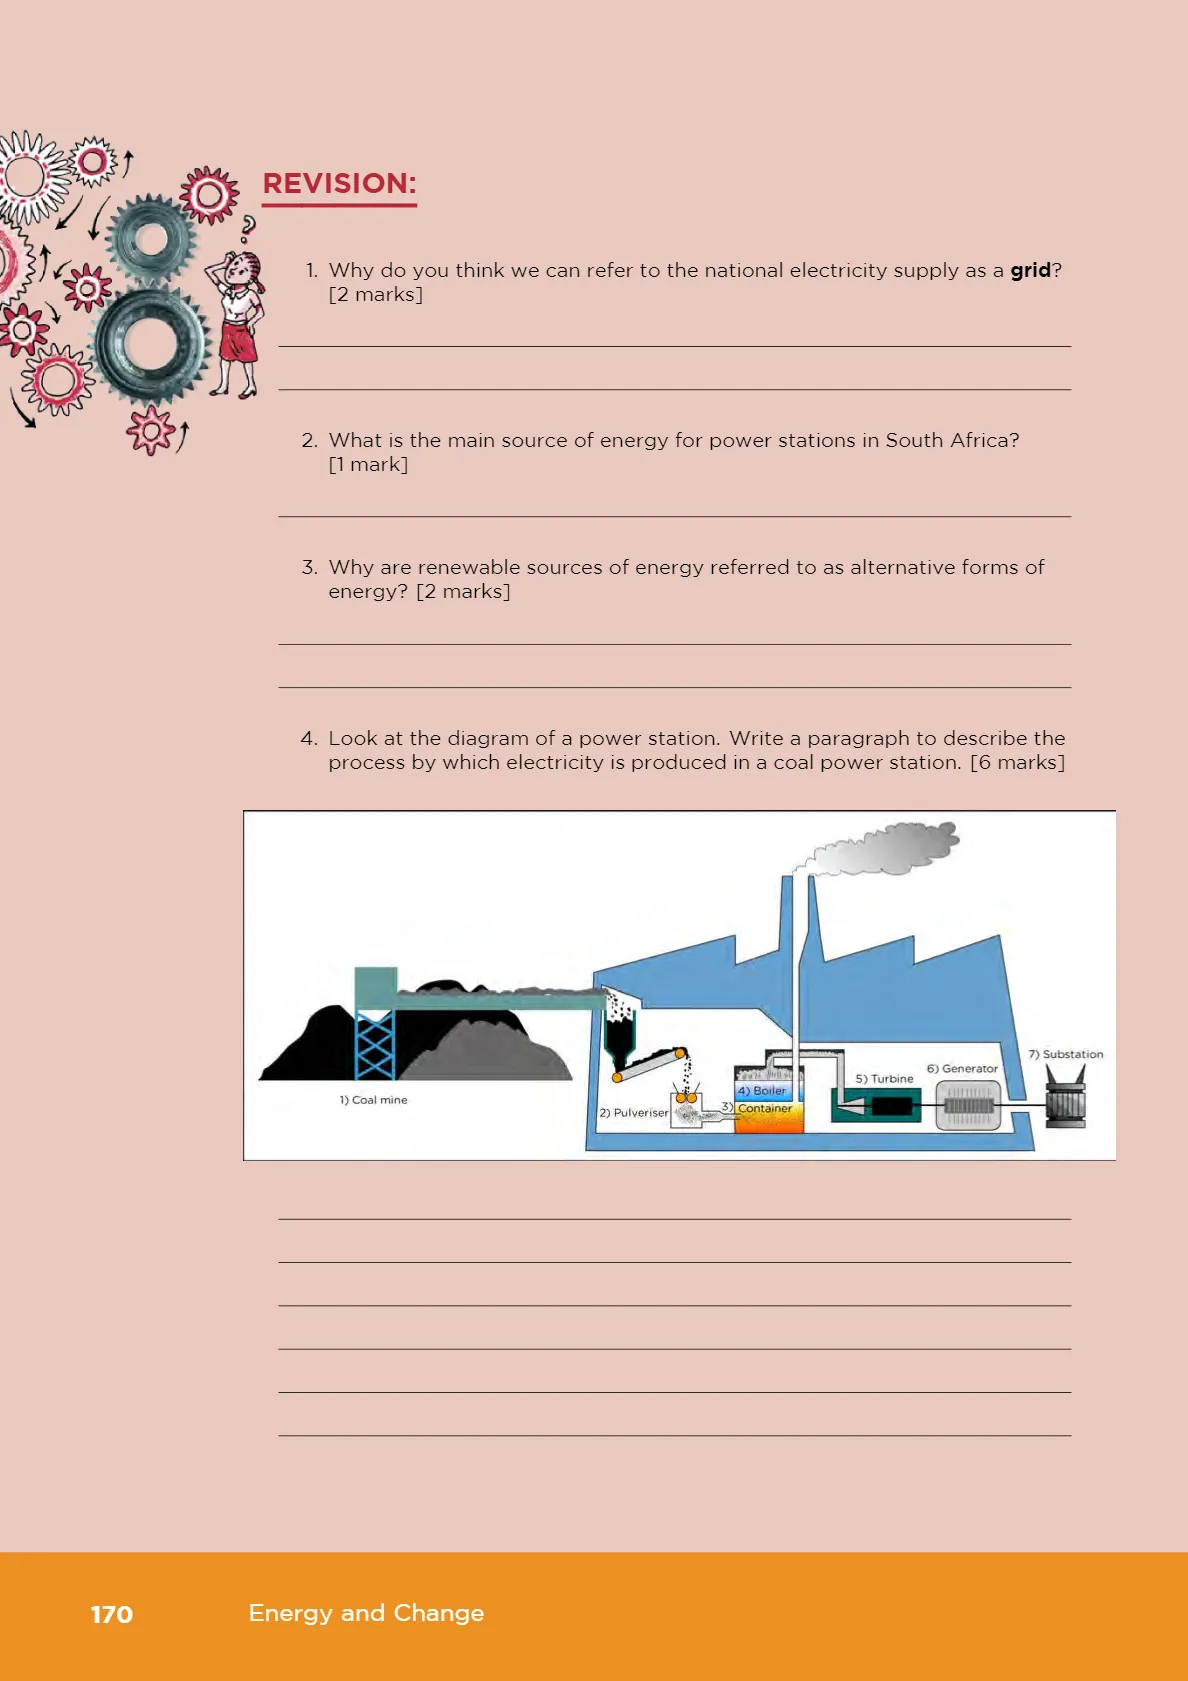 REVISION:
?
1. Why do you think we can refer to the national electricity supply as a grid?
[2 marks]
2. What is the main source of energy for power stations in South Africa?
[1 mark]
3. Why are renewable sources of energy referred to as alternative forms of
energy? [2 marks]
4. Look at the diagram of a power station. Write a paragraph to describe the
process by which electricity is produced in a coal power station. [6 marks]
1) Coal mine
2) Pulveriser
3) Container
4) Boiler
5) Turbine
6) Generator
7) Substation
170
Energy and Change